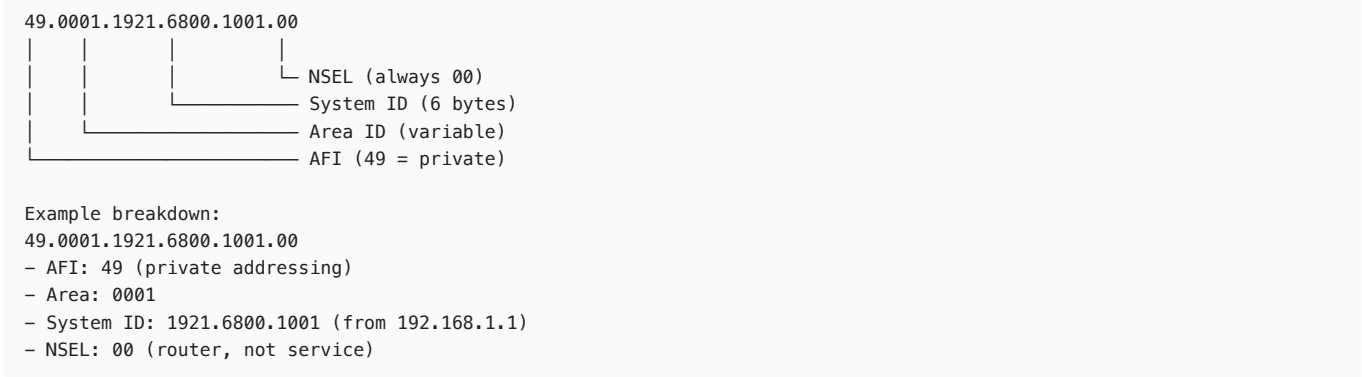 49.0001.1921.6800.1001.00
NSEL (always 00)
System ID (6 bytes)
Area ID (variable)
AFI (49 = private)
Example breakdown:
49.0001.1921.6800.1001.00
- AFI: 49 (private addressing)
- Area: 0001
- System ID: 1921.6800.1001 (from 192.168.1.1)
- NSEL: 00 (router, not service)